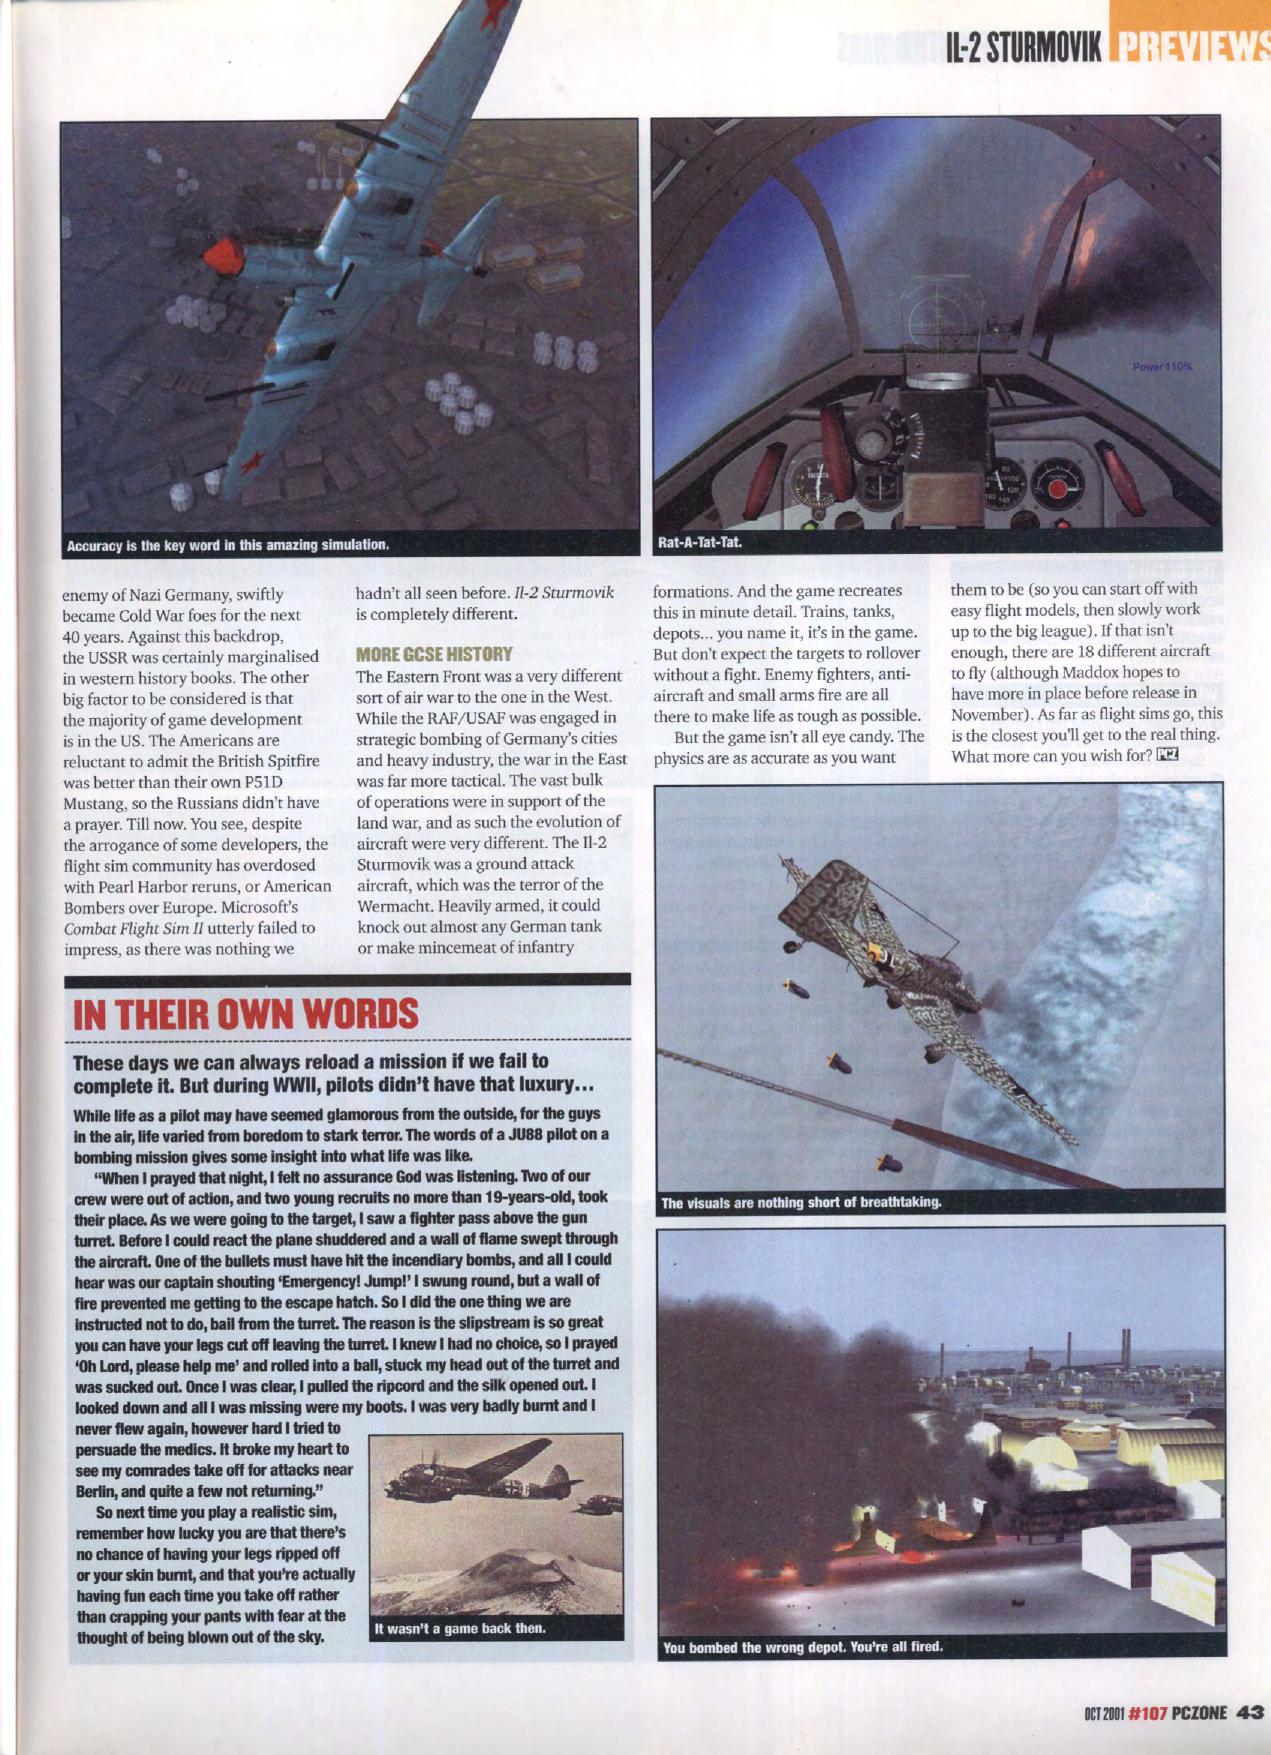 IL-2 STURMOVIK PREVIEWS
Power 110%
Accuracy is the key word in this amazing simulation.
Rat-A-Tat-Tat.
enemy of Nazi Germany, swiftly
became Cold War foes for the next
40 years. Against this backdrop,
the USSR was certainly marginalised
in western history books. The other
big factor to be considered is that
the majority of game development
is in the US. The Americans are
reluctant to admit the British Spitfire
was better than their own P51D
Mustang, so the Russians didn't have
a prayer. Till now. You see, despite
the arrogance of some developers, the
flight sim community has overdosed
with Pearl Harbor reruns, or American
Bombers over Europe. Microsoft's
Combat Flight Sim II utterly failed to
impress, as there was nothing we
hadn't all seen before. Il-2 Sturmovik
is completely different.
MORE GCSE HISTORY
The Eastern Front was a very different
sort of air war to the one in the West.
While the RAF/USAF was engaged in
strategic bombing of Germany's cities
and heavy industry, the war in the East
was far more tactical. The vast bulk
of operations were in support of the
land war, and as such the evolution of
aircraft were very different. The Il-2
Sturmovik was a ground attack
aircraft, which was the terror of the
Wermacht. Heavily armed, it could
knock out almost any German tank
or make mincemeat of infantry
formations. And the game recreates
this in minute detail. Trains, tanks,
depots... you name it, it's in the game.
But don't expect the targets to rollover
without a fight. Enemy fighters, anti-
aircraft and small arms fire are all
there to make life as tough as possible.
But the game isn't all eye candy. The
physics are as accurate as you want
them to be (so you can start off with
easy flight models, then slowly work
up to the big league). If that isn't
enough, there are 18 different aircraft
to fly (although Maddox hopes to
have more in place before release in
November). As far as flight sims go, this
is the closest you'll get to the real thing.
What more can you wish for? PCZ
IN THEIR OWN WORDS
These days we can always reload a mission if we fail to
complete it. But during WWII, pilots didn't have that luxury...
While life as a pilot may have seemed glamorous from the outside, for the guys
in the air, life varied from boredom to stark terror. The words of a JU88 pilot on a
bombing mission gives some insight into what life was like.
"When I prayed that night, I felt no assurance God was listening. Two of our
crew were out of action, and two young recruits no more than 19-years-old, took
their place. As we were going to the target, I saw a fighter pass above the gun
turret. Before I could react the plane shuddered and a wall of flame swept through
the aircraft. One of the bullets must have hit the incendiary bombs, and all I could
hear was our captain shouting 'Emergency! Jump!' I swung round, but a wall of
fire prevented me getting to the escape hatch. So I did the one thing we are
instructed not to do, bail from the turret. The reason is the slipstream is so great
you can have your legs cut off leaving the turret. I knew I had no choice, so I prayed
'Oh Lord, please help me' and rolled into a ball, stuck my head out of the turret and
was sucked out. Once I was clear, I pulled the ripcord and the silk opened out. I
looked down and all I was missing were my boots. I was very badly burnt and I
never flew again, however hard I tried to
persuade the medics. It broke my heart to
see my comrades take off for attacks near
Berlin, and quite a few not returning."
So next time you play a realistic sim,
remember how lucky you are that there's
no chance of having your legs ripped off
or your skin burnt, and that you're actually
having fun each time you take off rather
than crapping your pants with fear at the
thought of being blown out of the sky.
It wasn't a game back then.
The visuals are nothing short of breathtaking.
You bombed the wrong depot. You're all fired.
OCT 2001 #107 PCZONE 43